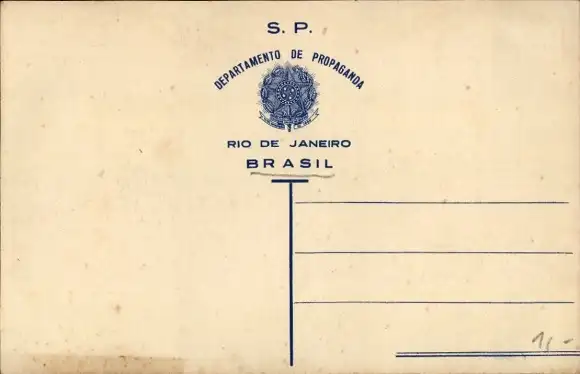 S. P.
DEPARTAMENTO DE PROPAGANDA
RIO DE JANEIRO
BRASIL